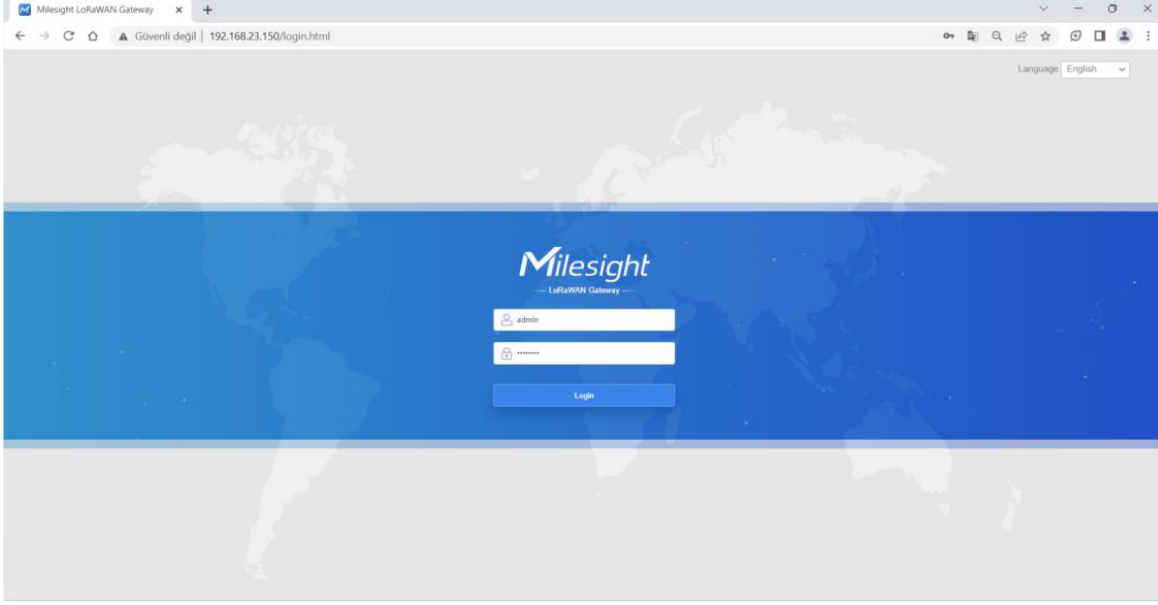 Milesight LoRaWAN Gateway
Güvenli değil | 192.168.23.150/login.html
Language English
Milesight
LoRaWAN Gateway
admin
••••••••
Login